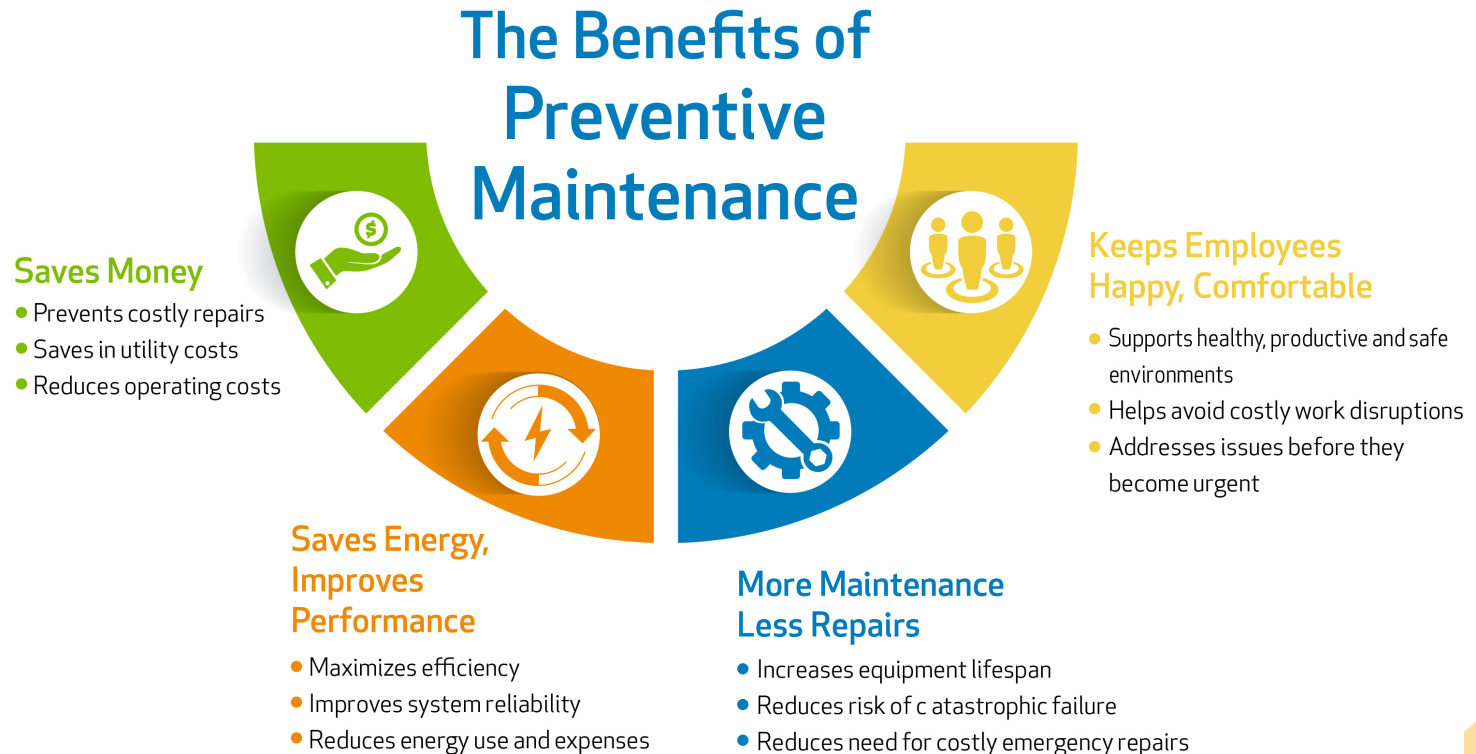 The Benefits of
Preventive
Maintenance
$
Saves Money
• Prevents costly repairs
• Saves in utility costs
• Reduces operating costs
Saves Energy,
Improves
Performance
• Maximizes efficiency
• Improves system reliability
• Reduces energy use and expenses
More Maintenance
Less Repairs
• Increases equipment lifespan
• Reduces risk of c atastrophic failure
• Reduces need for costly emergency repairs
Keeps Employees
Happy, Comfortable
• Supports healthy, productive and safe
environments
• Helps avoid costly work disruptions
• Addresses issues before they
become urgent